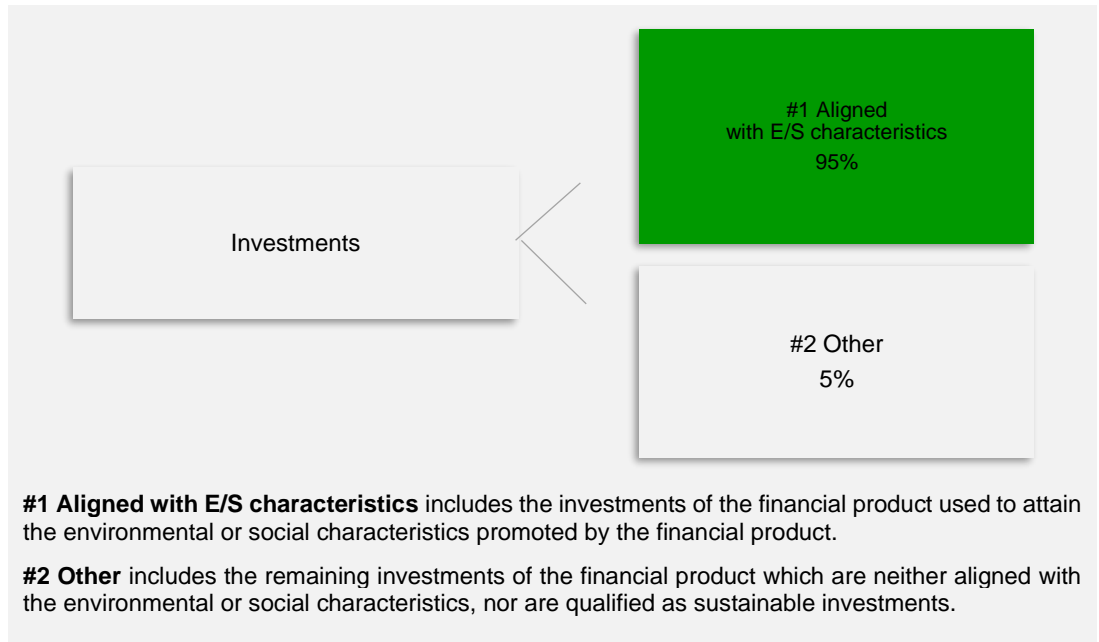 #1 Aligned
with E/S characteristics
95%
Investments
#2 Other
5%
#1 Aligned with E/S characteristics includes the investments of the financial product used to attain
the environmental or social characteristics promoted by the financial product.
#2 Other includes the remaining investments of the financial product which are neither aligned with
the environmental or social characteristics, nor are qualified as sustainable investments.